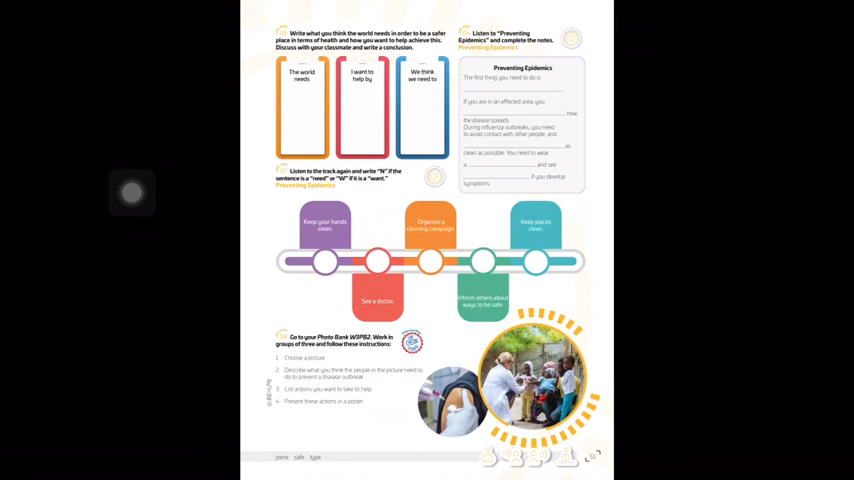 Write what you think the world needs in order to be a safer
place in terms of health and how you want to help achieve this.
Discuss with your classmate and write a conclusion.
The world
needs
I want to
help by
We think
we need to
Listen to "Preventing
Epidemics" and complete the notes.
Preventing Epidemics
Preventing Epidemics
The first thing you need to do is
If you are in an affected area, you
how
the disease spreads.
During influenza outbreaks, you need
to avoid contact with other people, and
as
clean as possible. You need to wear
a and see
if you develop
symptoms.
Listen to the track again and write "N" if the
sentence is a "need" or "W" if it is a "want."
Preventing Epidemics
Keep your hands
clean.
Organize a
cleaning campaign.
Keep places
clean.
See a doctor.
Inform others about
ways to be safe.
Go to your Photo Bank W3PB2. Work in
groups of three and follow these instructions:
1. Choose a picture.
2. Describe what you think the people in the picture need to
do to prevent a disease outbreak.
3. List actions you want to take to help.
4. Present these actions in a poster.
piece safe type
51